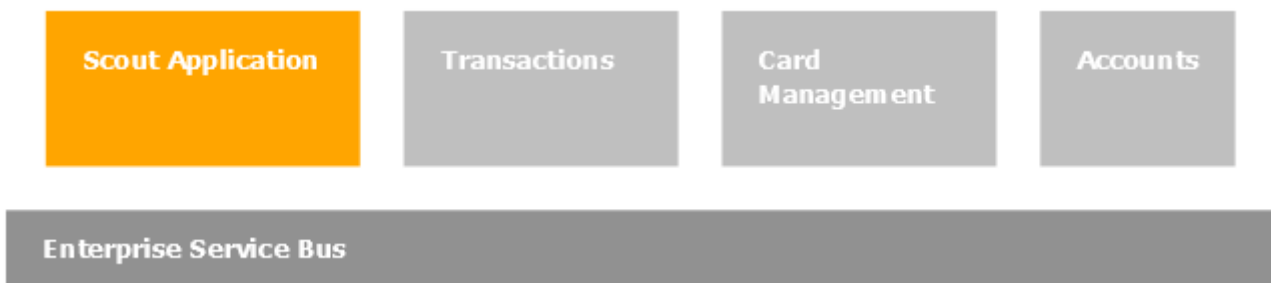 Scout Application
Transactions
Card
Management
Accounts
Enterprise Service Bus